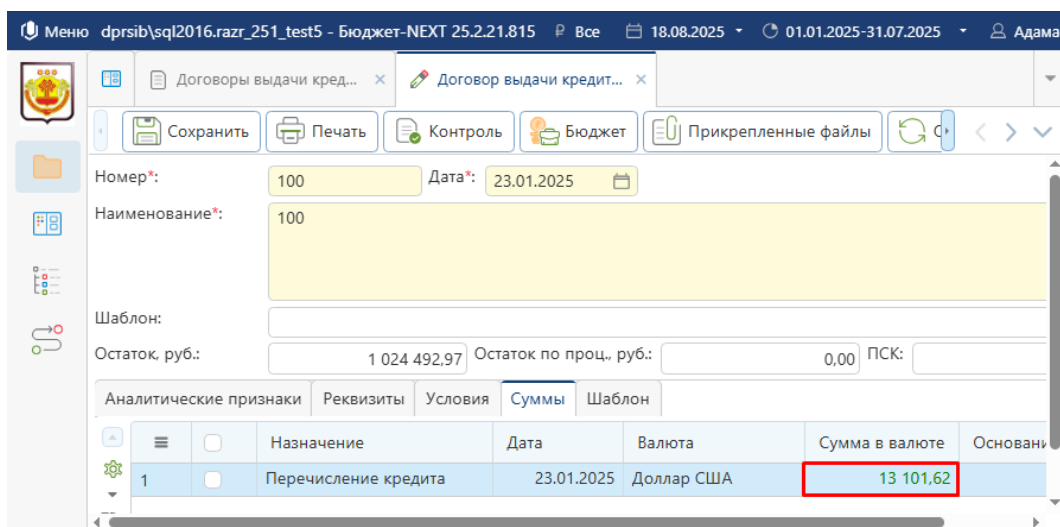 Меню dprsib\sql2016.razr_251_test5 - Бюджет-NEXT 25.2.21.815 ₽ Все 18.08.2025 01.01.2025-31.07.2025 Адама
Договоры выдачи кред... × Договор выдачи кредит... ×
Сохранить Печать Контроль Бюджет Прикрепленные файлы
Номер*: 100 Дата*: 23.01.2025
Наименование*: 100
Шаблон:
Остаток, руб.: 1 024 492,97 Остаток по проц., руб.: 0,00 ПСК:
Аналитические признаки Реквизиты Условия Суммы Шаблон
Назначение Дата Валюта Сумма в валюте Основани
1 Перечисление кредита 23.01.2025 Доллар США 13 101,62